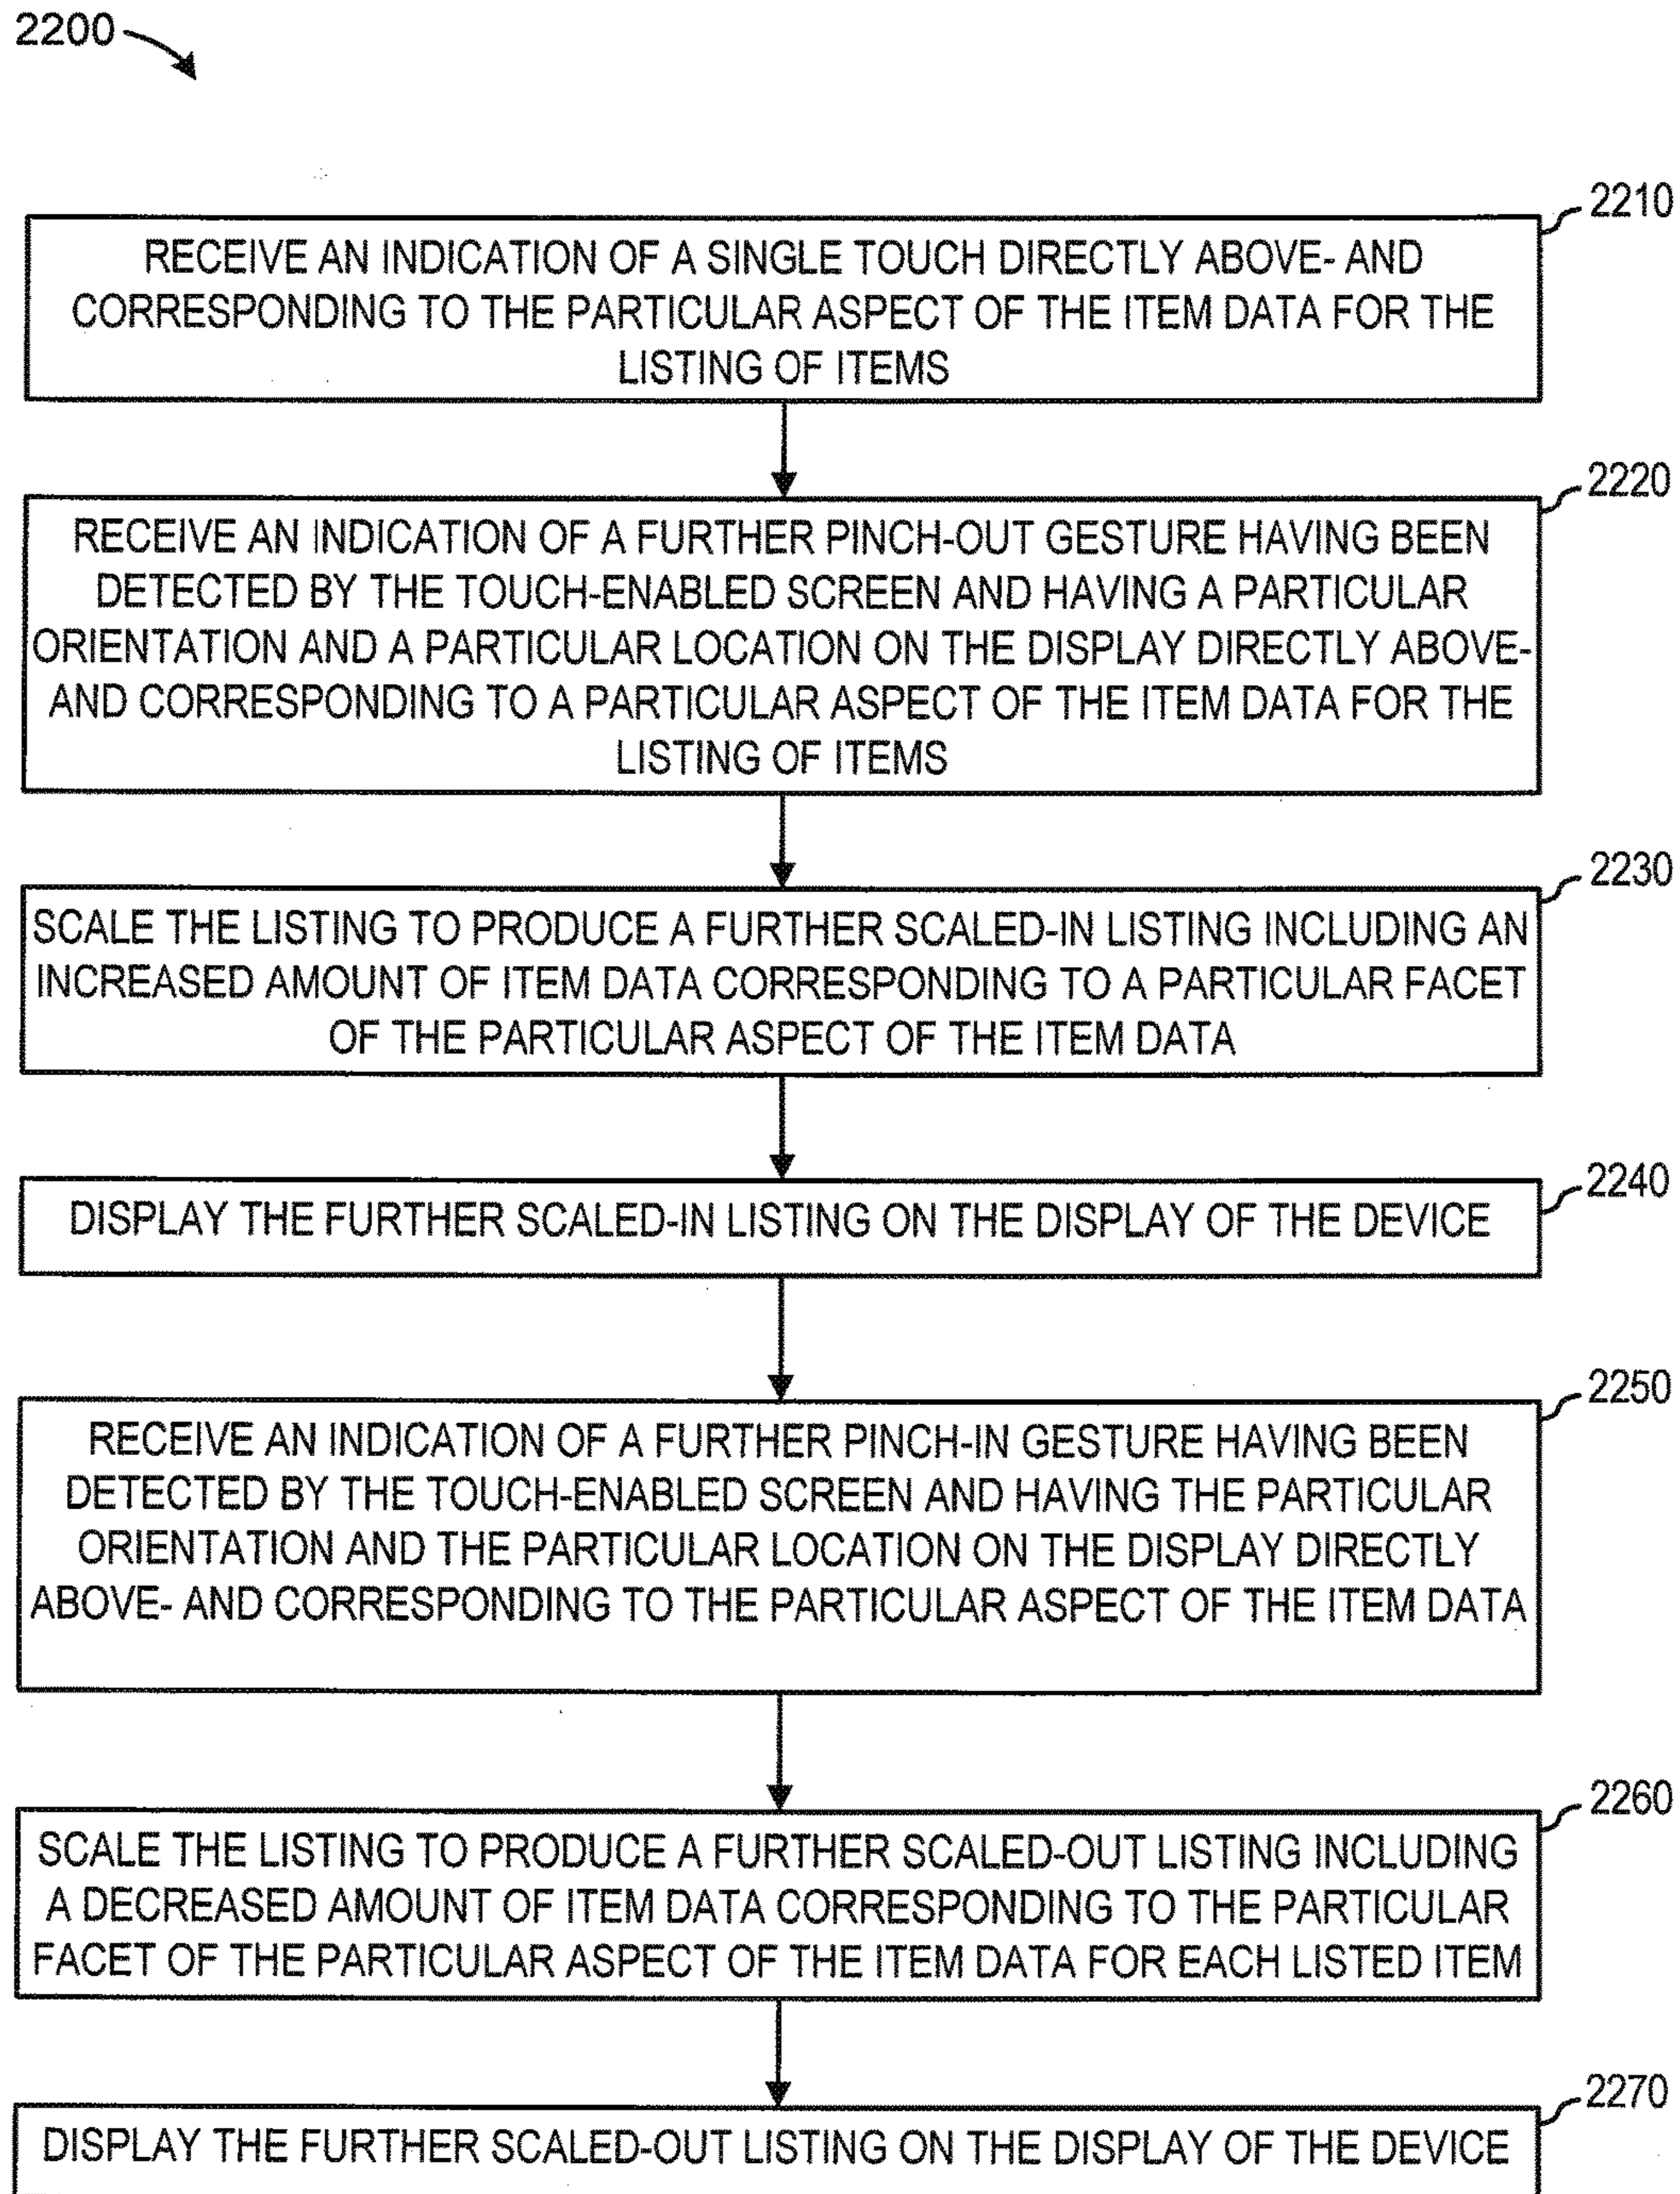 2200
2210
RECEIVE AN INDICATION OF A SINGLE TOUCH DIRECTLY ABOVE- AND
CORRESPONDING TO THE PARTICULAR ASPECT OF THE ITEM DATA FOR THE
LISTING OF ITEMS
2220
RECEIVE AN INDICATION OF A FURTHER PINCH-OUT GESTURE HAVING BEEN
DETECTED BY THE TOUCH-ENABLED SCREEN AND HAVING A PARTICULAR
ORIENTATION AND A PARTICULAR LOCATION ON THE DISPLAY DIRECTLY ABOVE-
AND CORRESPONDING TO A PARTICULAR ASPECT OF THE ITEM DATA FOR THE
LISTING OF ITEMS
2230
SCALE THE LISTING TO PRODUCE A FURTHER SCALED-IN LISTING INCLUDING AN
INCREASED AMOUNT OF ITEM DATA CORRESPONDING TO A PARTICULAR FACET
OF THE PARTICULAR ASPECT OF THE ITEM DATA
2240
DISPLAY THE FURTHER SCALED-IN LISTING ON THE DISPLAY OF THE DEVICE
2250
RECEIVE AN INDICATION OF A FURTHER PINCH-IN GESTURE HAVING BEEN
DETECTED BY THE TOUCH-ENABLED SCREEN AND HAVING THE PARTICULAR
ORIENTATION AND THE PARTICULAR LOCATION ON THE DISPLAY DIRECTLY
ABOVE- AND CORRESPONDING TO THE PARTICULAR ASPECT OF THE ITEM DATA
2260
SCALE THE LISTING TO PRODUCE A FURTHER SCALED-OUT LISTING INCLUDING
A DECREASED AMOUNT OF ITEM DATA CORRESPONDING TO THE PARTICULAR
FACET OF THE PARTICULAR ASPECT OF THE ITEM DATA FOR EACH LISTED ITEM
2270
DISPLAY THE FURTHER SCALED-OUT LISTING ON THE DISPLAY OF THE DEVICE